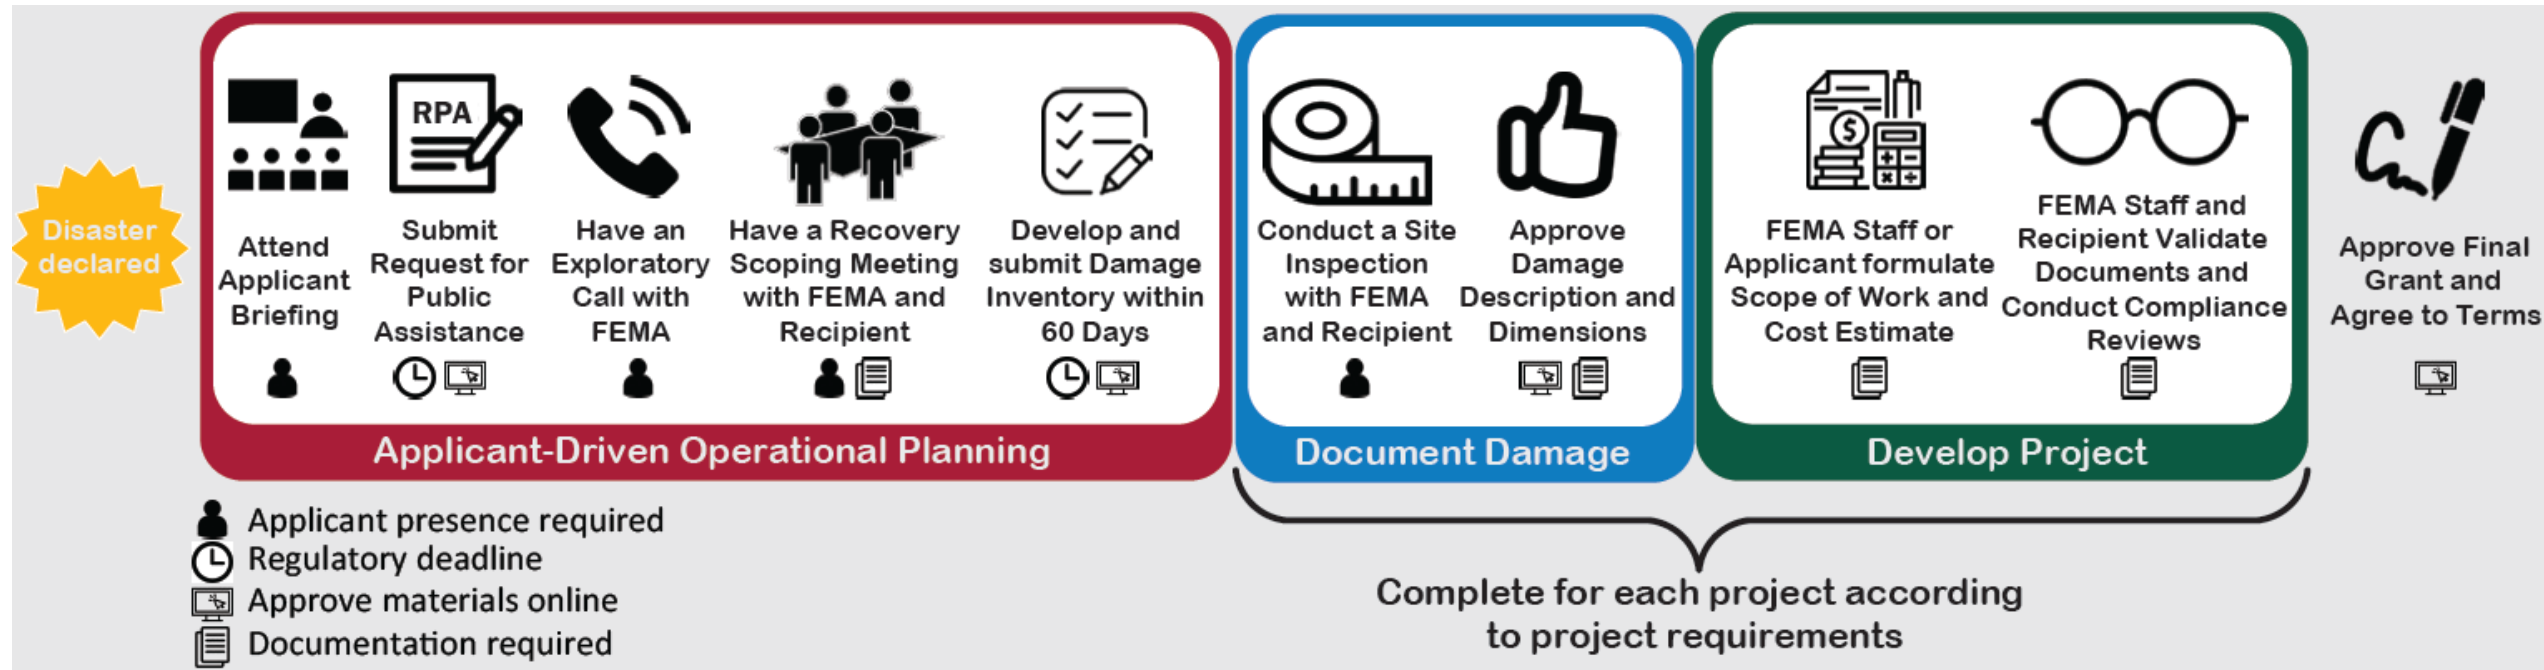 Disaster
declared
Attend
Applicant
Briefing
RPA
Submit
Request for
Public
Assistance
Have an
Exploratory
Call with
FEMA
Have a Recovery
Scoping Meeting
with FEMA and
Recipient
Develop and
submit Damage
Inventory within
60 Days
Applicant-Driven Operational Planning
Conduct a Site
Inspection
with FEMA
and Recipient
Approve
Damage
Description and
Dimensions
Document Damage
$
FEMA Staff or
Applicant formulate
Scope of Work and
Cost Estimate
FEMA Staff and
Recipient Validate
Documents and
Conduct Compliance
Reviews
Develop Project
Approve Final
Grant and
Agree to Terms
Applicant presence required
Regulatory deadline
Approve materials online
Documentation required
Complete for each project according
to project requirements